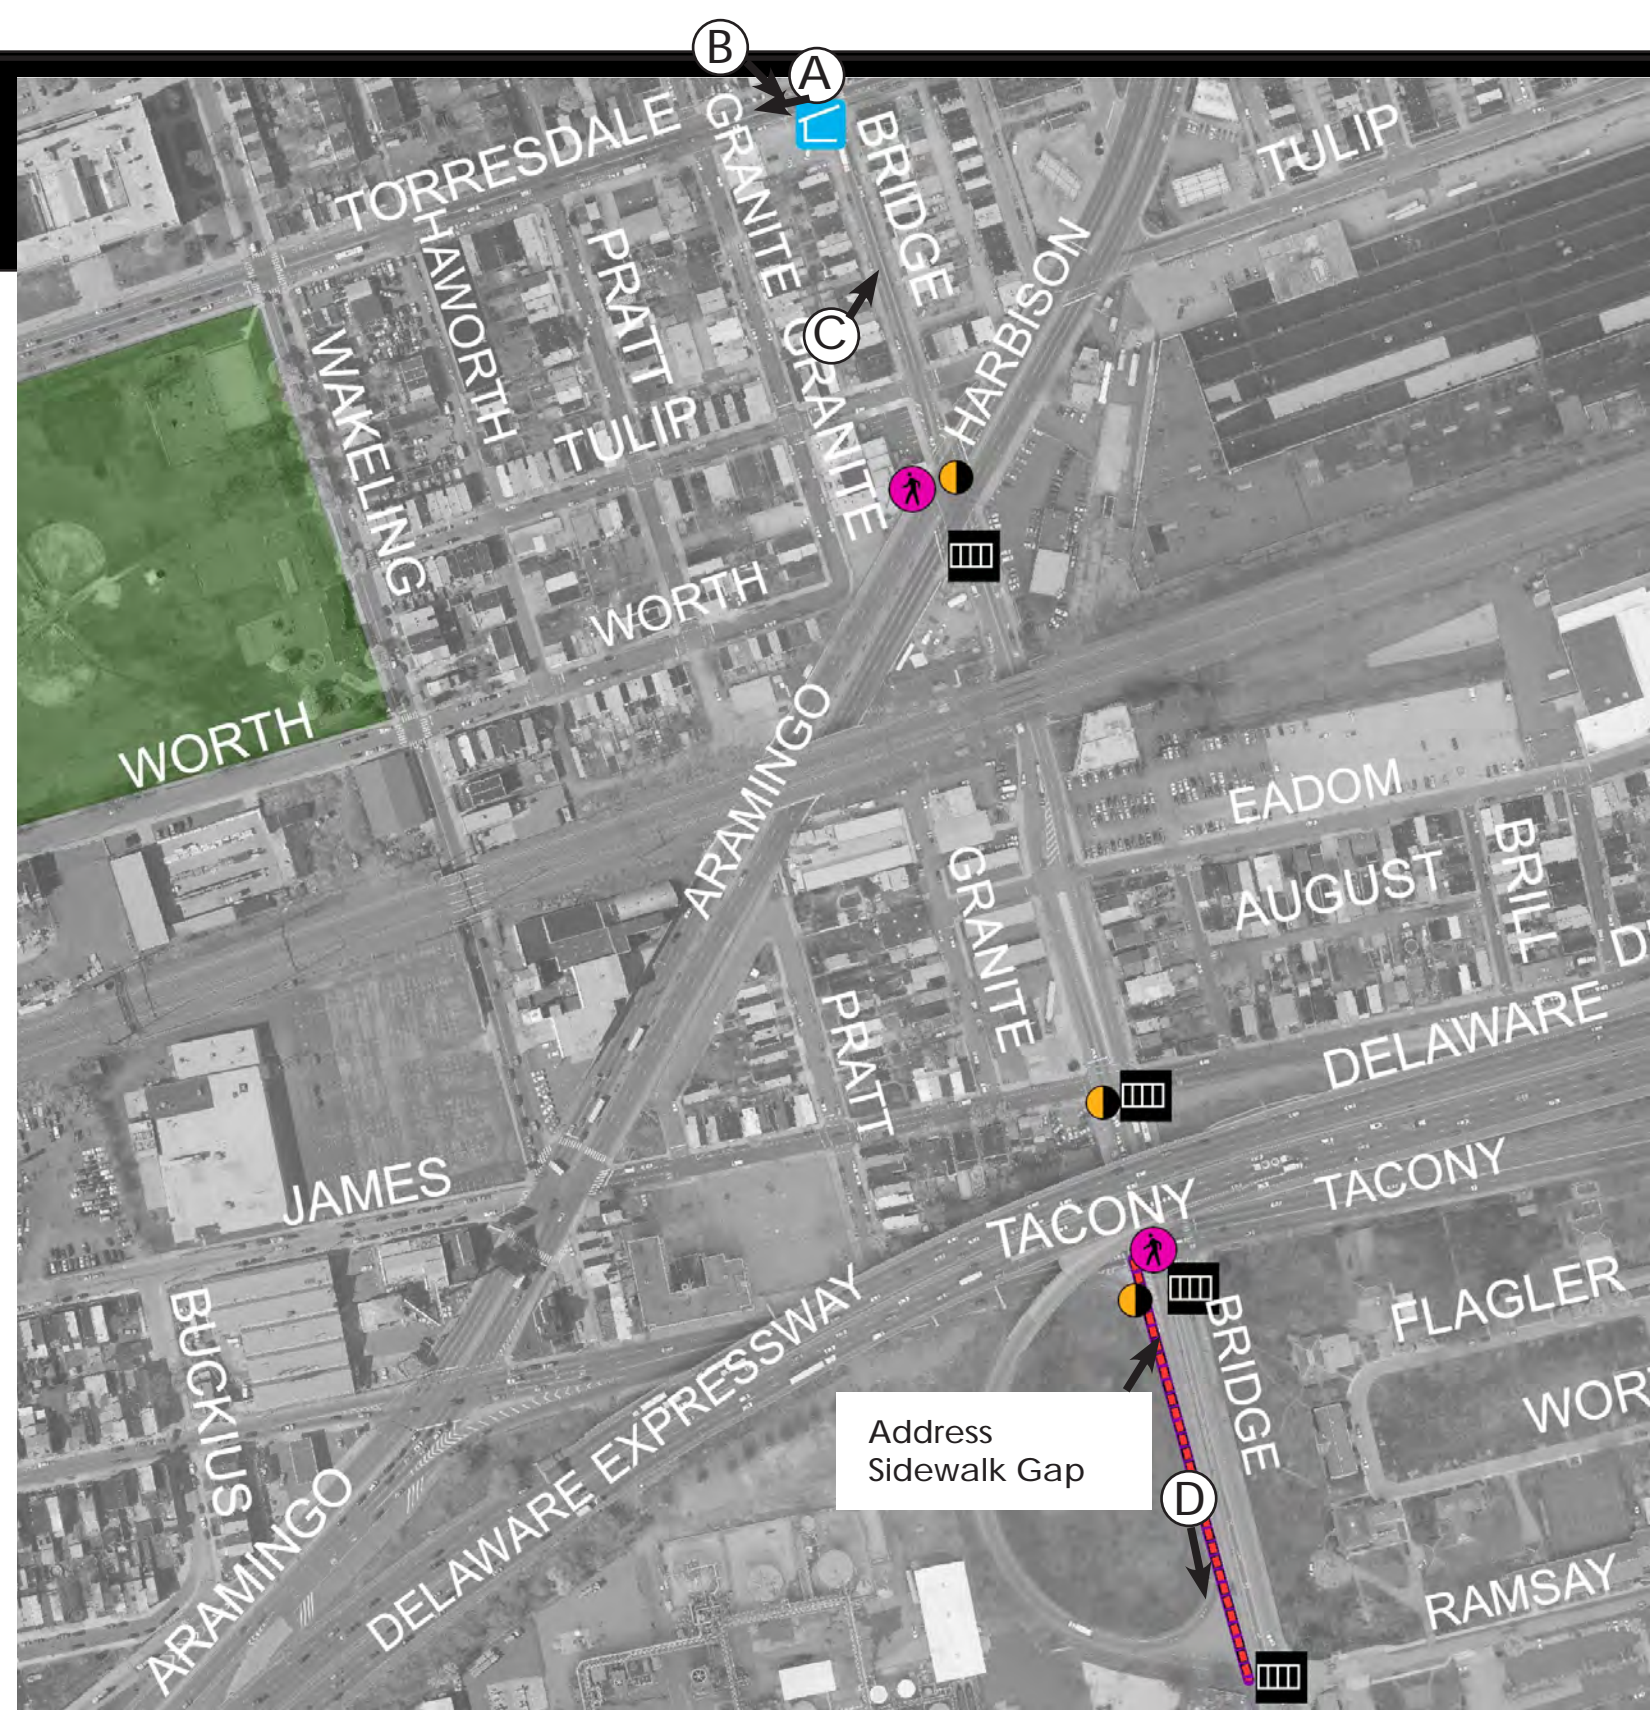 B
A
TORRESDALE
GRANITE
BRIDGE
TULIP
HAWORTH
PRATT
HARBISON
C
WAKELING
TULIP
GRANITE
WORTH
WORTH
ARAMINGO
EADOM
GRANITE
AUGUST
BRILL
D
PRATT
DELAWARE
JAMES
TACONY
TACONY
BUCKIUS
FLAGLER
BRIDGE
DELAWARE EXPRESSWAY
WOR
Address
Sidewalk Gap
D
ARAMINGO
RAMSAY